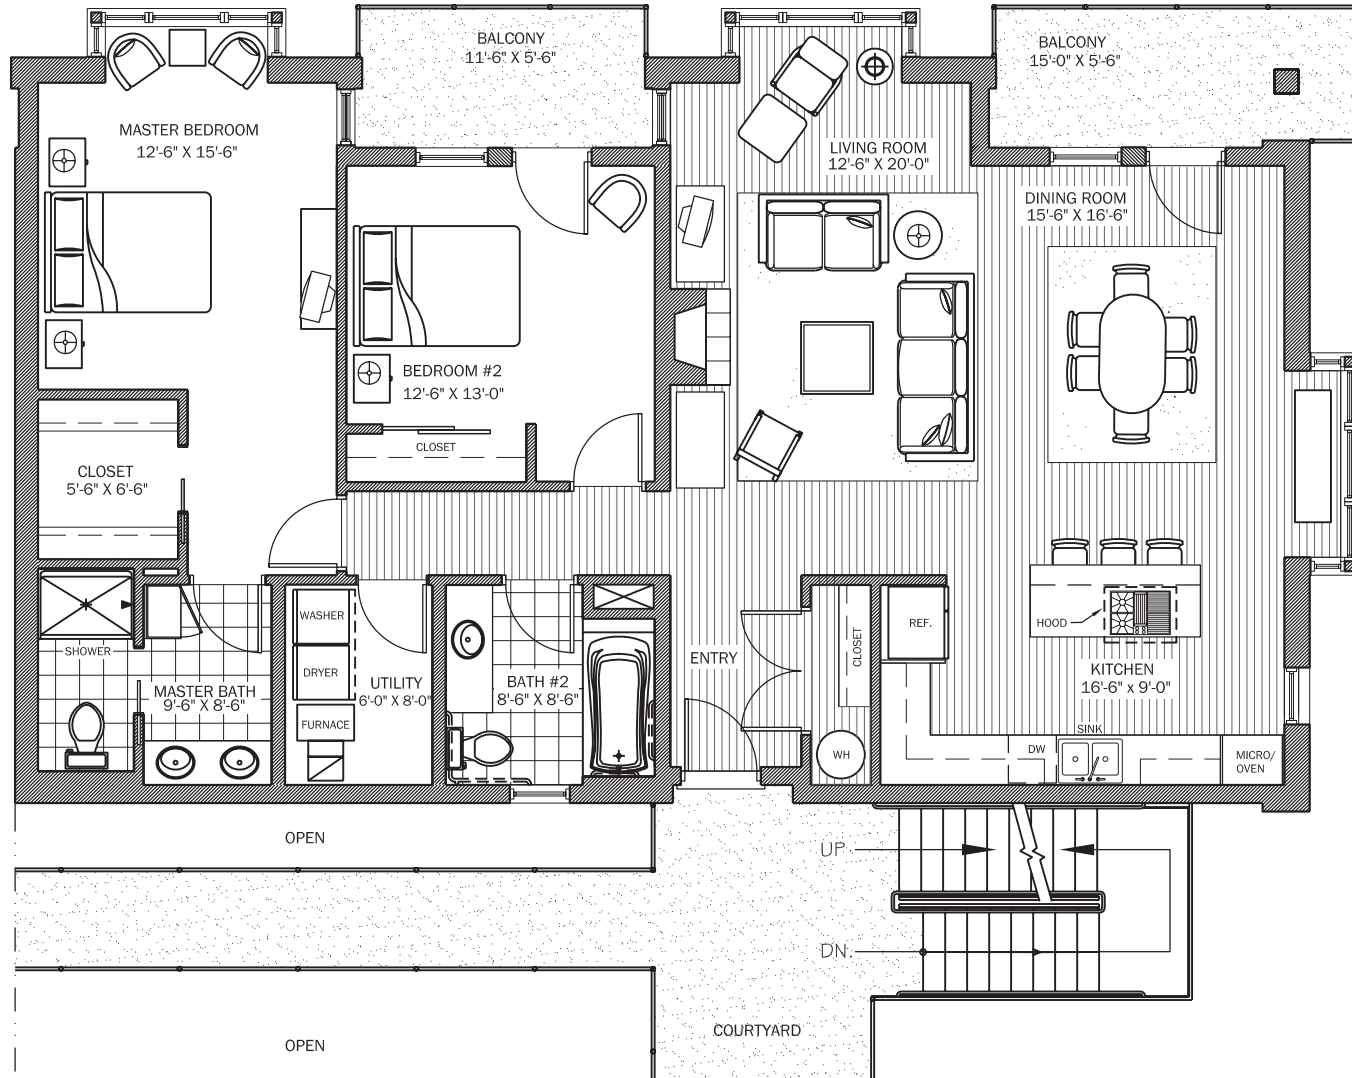 BALCONY
11'-6" X 5'-6"
BALCONY
15'-0" X 5'-6"
MASTER BEDROOM
12'-6" X 15'-6"
LIVING ROOM
12'-6" X 20'-0"
DINING ROOM
15'-6" X 16'-6"
BEDROOM #2
12'-6" X 13'-0"
CLOSET
CLOSET
5'-6" X 6'-6"
WASHER
DRYER
FURNACE
UTILITY
6'-0" X 8'-0"
SHOWER
MASTER BATH
9'-6" X 8'-6"
BATH #2
8'-6" X 8'-6"
ENTRY
CLOSET
WH
REF.
HOOD
KITCHEN
16'-6" x 9'-0"
SINK
DW
MICRO/
OVEN
OPEN
UP
DN.
COURTYARD
OPEN